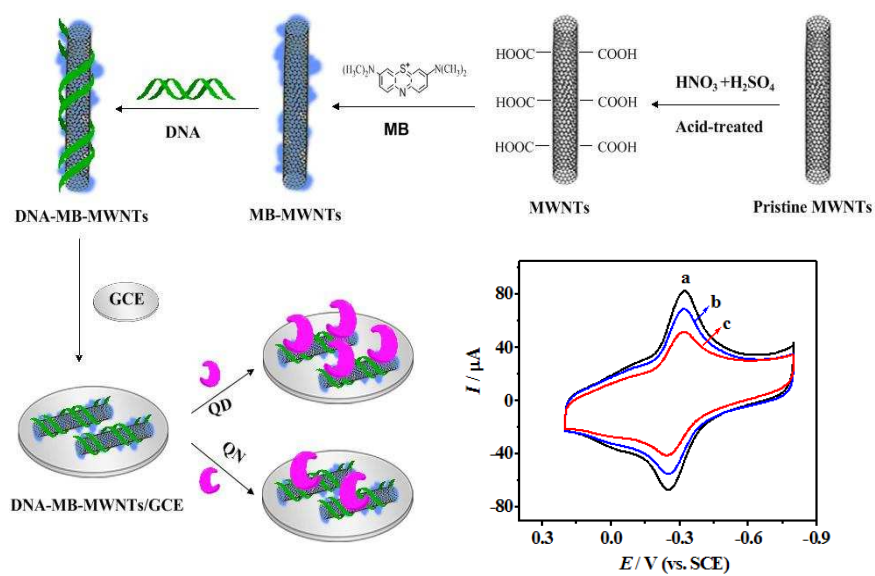 HOOC
COOH
HOOC
COOH
HOOC
COOH
(H₃C)₂N
S⁺
N(CH₃)₂
N
HNO₃ +H₂SO₄
Acid-treated
DNA
MB
DNA-MB-MWNTs
MB-MWNTs
MWNTs
Pristine MWNTs
GCE
QD
QN
DNA-MB-MWNTs/GCE
a
b
c
80
40
0
-40
-80
I / μA
0.3
0.0
-0.3
-0.6
-0.9
E / V (vs. SCE)